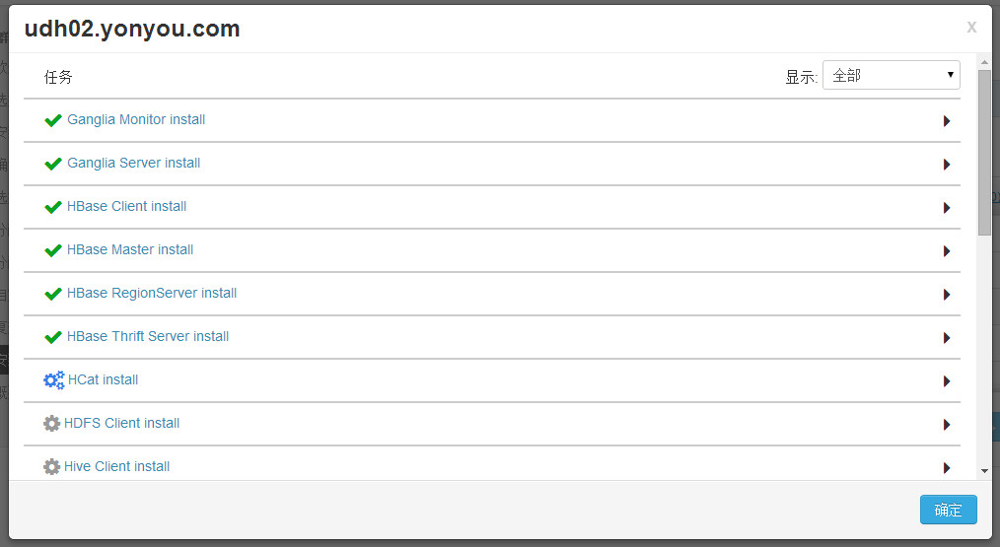 udh02.yonyou.com
x
任务
显示: 全部
Ganglia Monitor install
Ganglia Server install
HBase Client install
HBase Master install
HBase RegionServer install
HBase Thrift Server install
HCat install
HDFS Client install
Hive Client install
确定